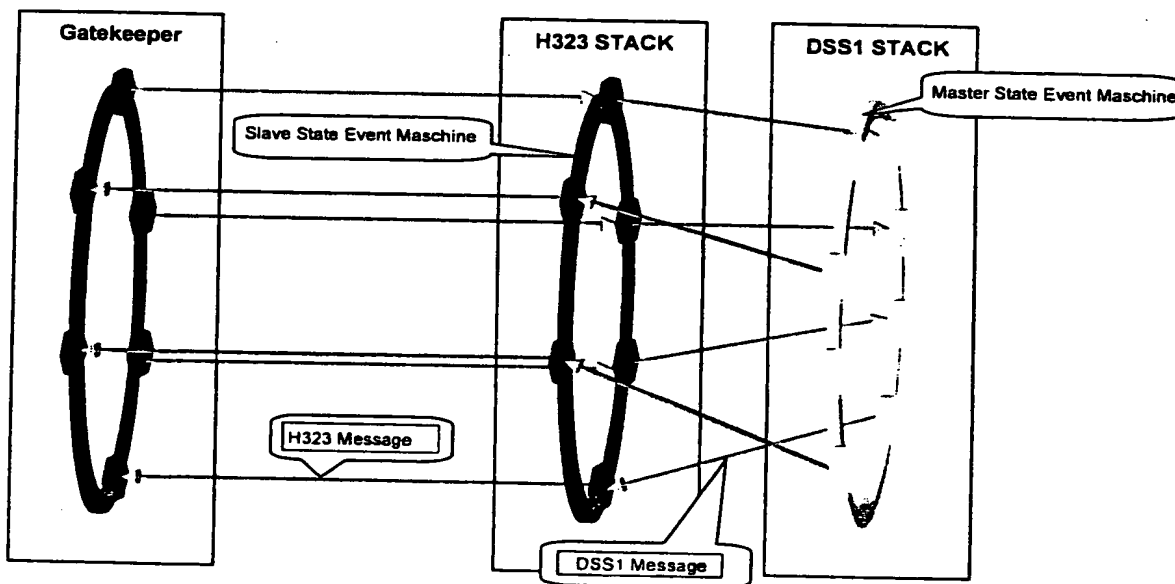 Gatekeeper
H323 STACK
DSS1 STACK
Master State Event Maschine
Slave State Event Maschine
H323 Message
DSS1 Message